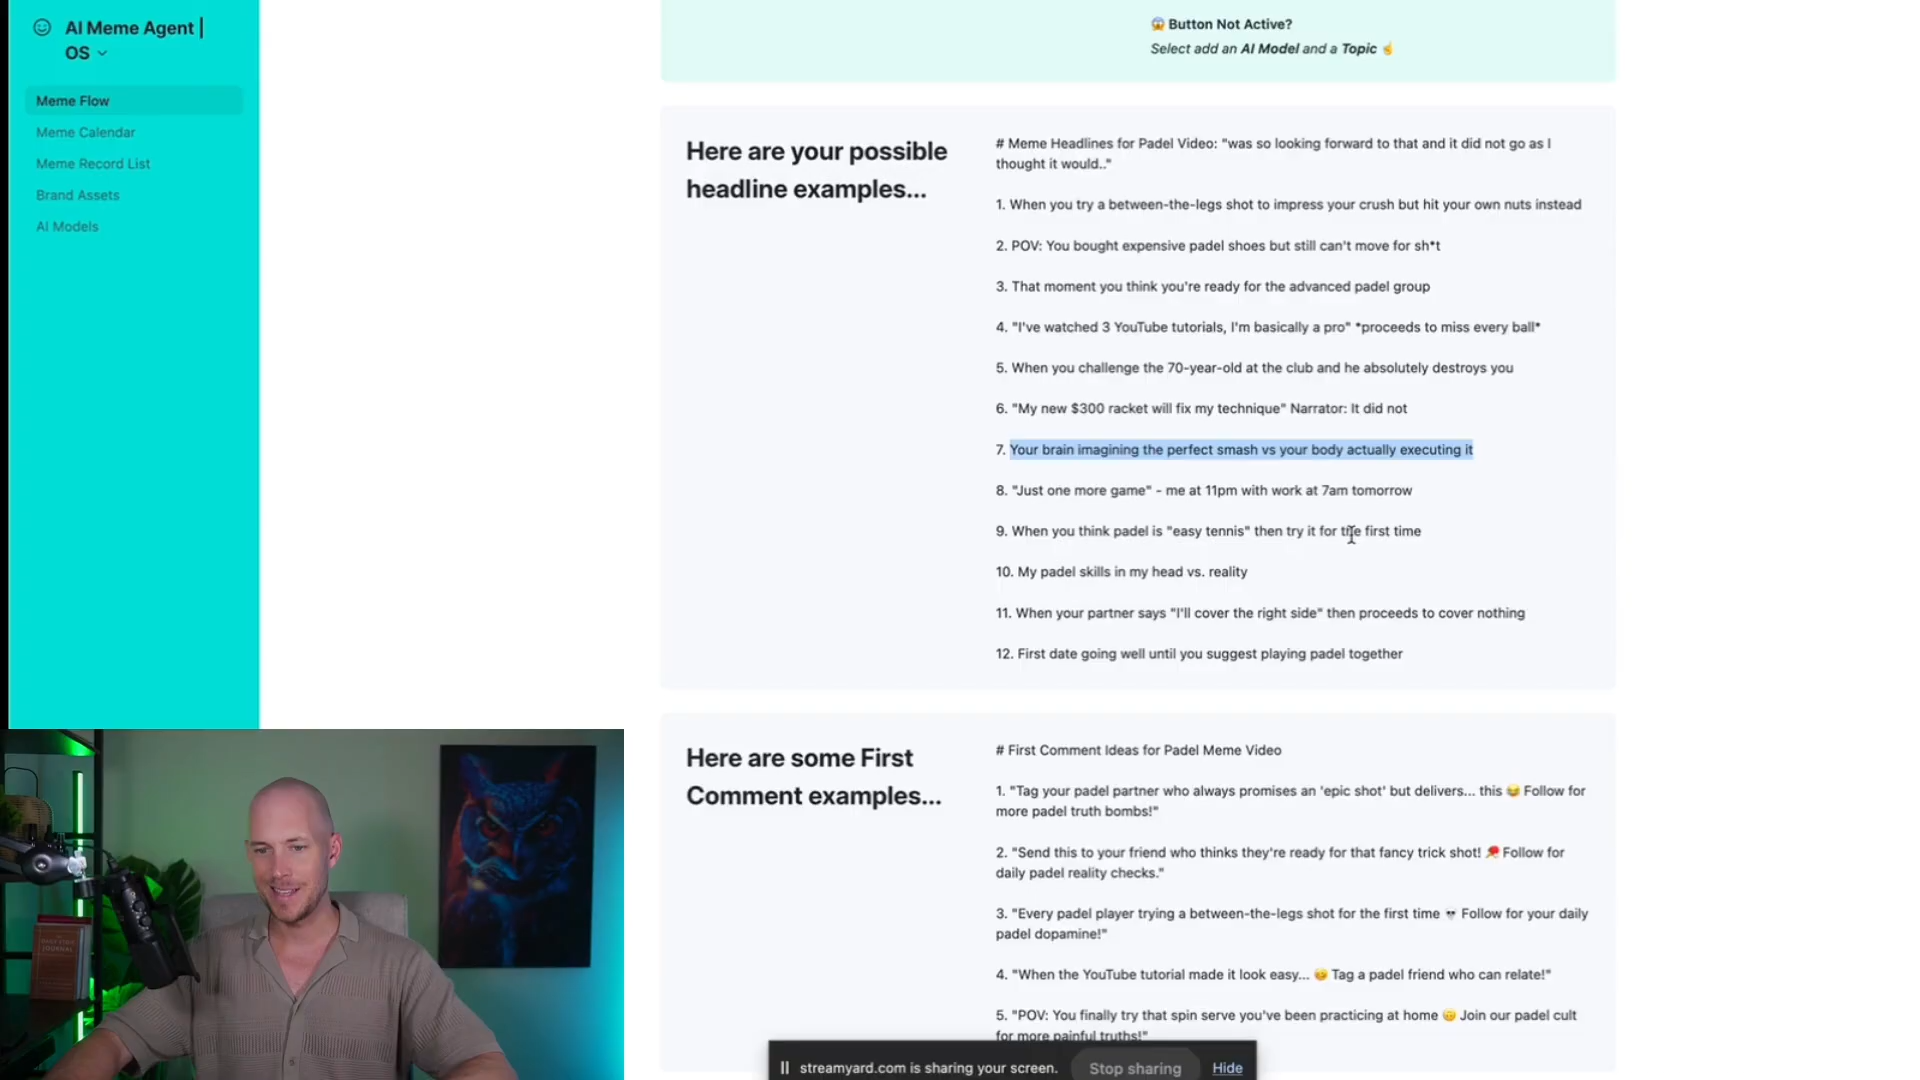 AI Meme Agent |
OS
Meme Flow
Meme Calendar
Meme Record List
Brand Assets
AI Models
😱 Button Not Active?
Select add an AI Model and a Topic ☝️
Here are your possible
headline examples...
# Meme Headlines for Padel Video: "was so looking forward to that and it did not go as I
thought it would.."
1. When you try a between-the-legs shot to impress your crush but hit your own nuts instead
2. POV: You bought expensive padel shoes but still can't move for sh*t
3. That moment you think you're ready for the advanced padel group
4. "I've watched 3 YouTube tutorials, I'm basically a pro" *proceeds to miss every ball*
5. When you challenge the 70-year-old at the club and he absolutely destroys you
6. "My new $300 racket will fix my technique" Narrator: It did not
7. Your brain imagining the perfect smash vs your body actually executing it
8. "Just one more game" - me at 11pm with work at 7am tomorrow
9. When you think padel is "easy tennis" then try it for the first time
10. My padel skills in my head vs. reality
11. When your partner says "I'll cover the right side" then proceeds to cover nothing
12. First date going well until you suggest playing padel together
Here are some First
Comment examples...
# First Comment Ideas for Padel Meme Video
1. "Tag your padel partner who always promises an 'epic shot' but delivers... this 😂 Follow for
more padel truth bombs!"
2. "Send this to your friend who thinks they're ready for that fancy trick shot! 🏓 Follow for
daily padel reality checks."
3. "Every padel player trying a between-the-legs shot for the first time 💀 Follow for your daily
padel dopamine!"
4. "When the YouTube tutorial made it look easy... 🤕 Tag a padel friend who can relate!"
5. "POV: You finally try that spin serve you've been practicing at home 🙃 Join our padel cult
for more painful truths!"
streamyard.com is sharing your screen.
Stop sharing
Hide
JOURNAL